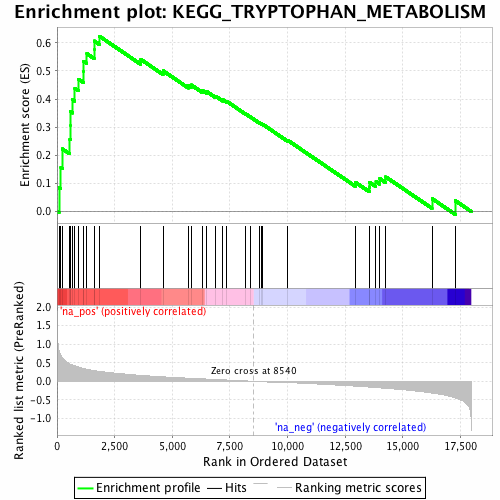 Enrichment plot: KEGG_TRYPTOPHAN_METABOLISM
Enrichment score (ES)
0.6
0.5
0.4
0.3
0.2
0.1
0.0
Ranked list metric (PreRanked)
'na_pos' (positively correlated)
2.0
1.5
1.0
0.5
0.0
-0.5
-1.0
Zero cross at 8540
'na_neg' (negatively correlated)
0 2,500 5,000 7,500 10,000 12,500 15,000 17,500
Rank in Ordered Dataset
Enrichment profile Hits Ranking metric scores